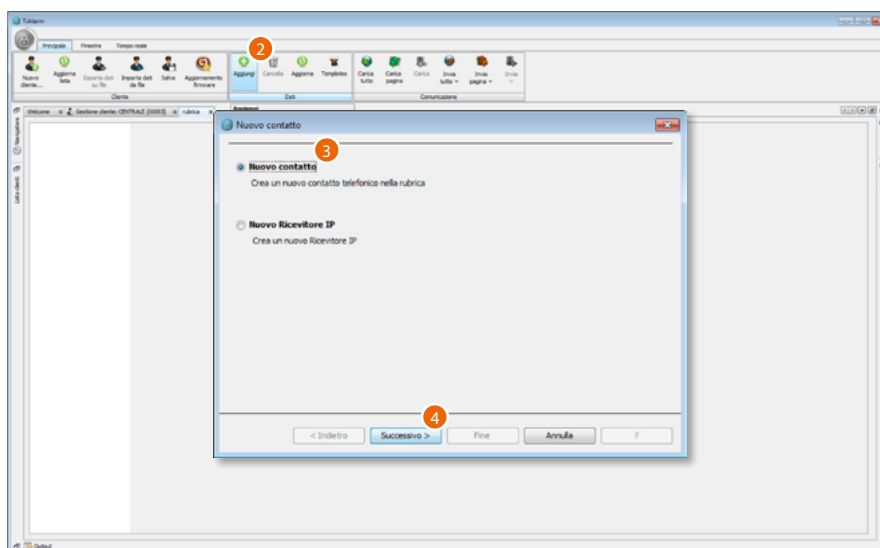 TiAlarm
Principale Finestre Tempo reale
2
Nuovo cliente... Aggiorna lista Esporta dati su file Importa dati da file Salva Aggiornamento firmware
Aggiungi Cancella Aggiorna Templates
Carica tutto Carica pagina Carica Invia tutto Invia pagina Invia
Cliente Dati Comunicazione
Welcome Gestione cliente: CENTRALE [00003] rubrica
Navigatore
Lista clienti
Nuovo contatto
3
Nuovo contatto
Crea un nuovo contatto telefonico nella rubrica
Nuovo Ricevitore IP
Crea un nuovo Ricevitore IP
4
< Indietro Successivo > Fine Annulla ?
Output